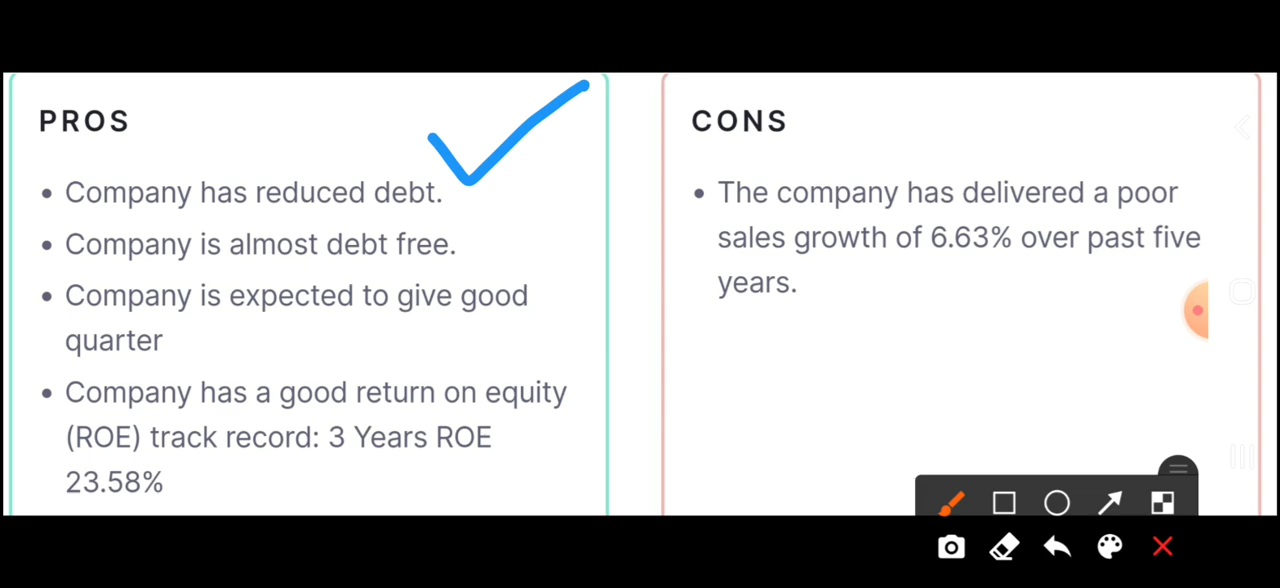 PROS
• Company has reduced debt.
• Company is almost debt free.
• Company is expected to give good
quarter
• Company has a good return on equity
(ROE) track record: 3 Years ROE
23.58%
CONS
• The company has delivered a poor
sales growth of 6.63% over past five
years.